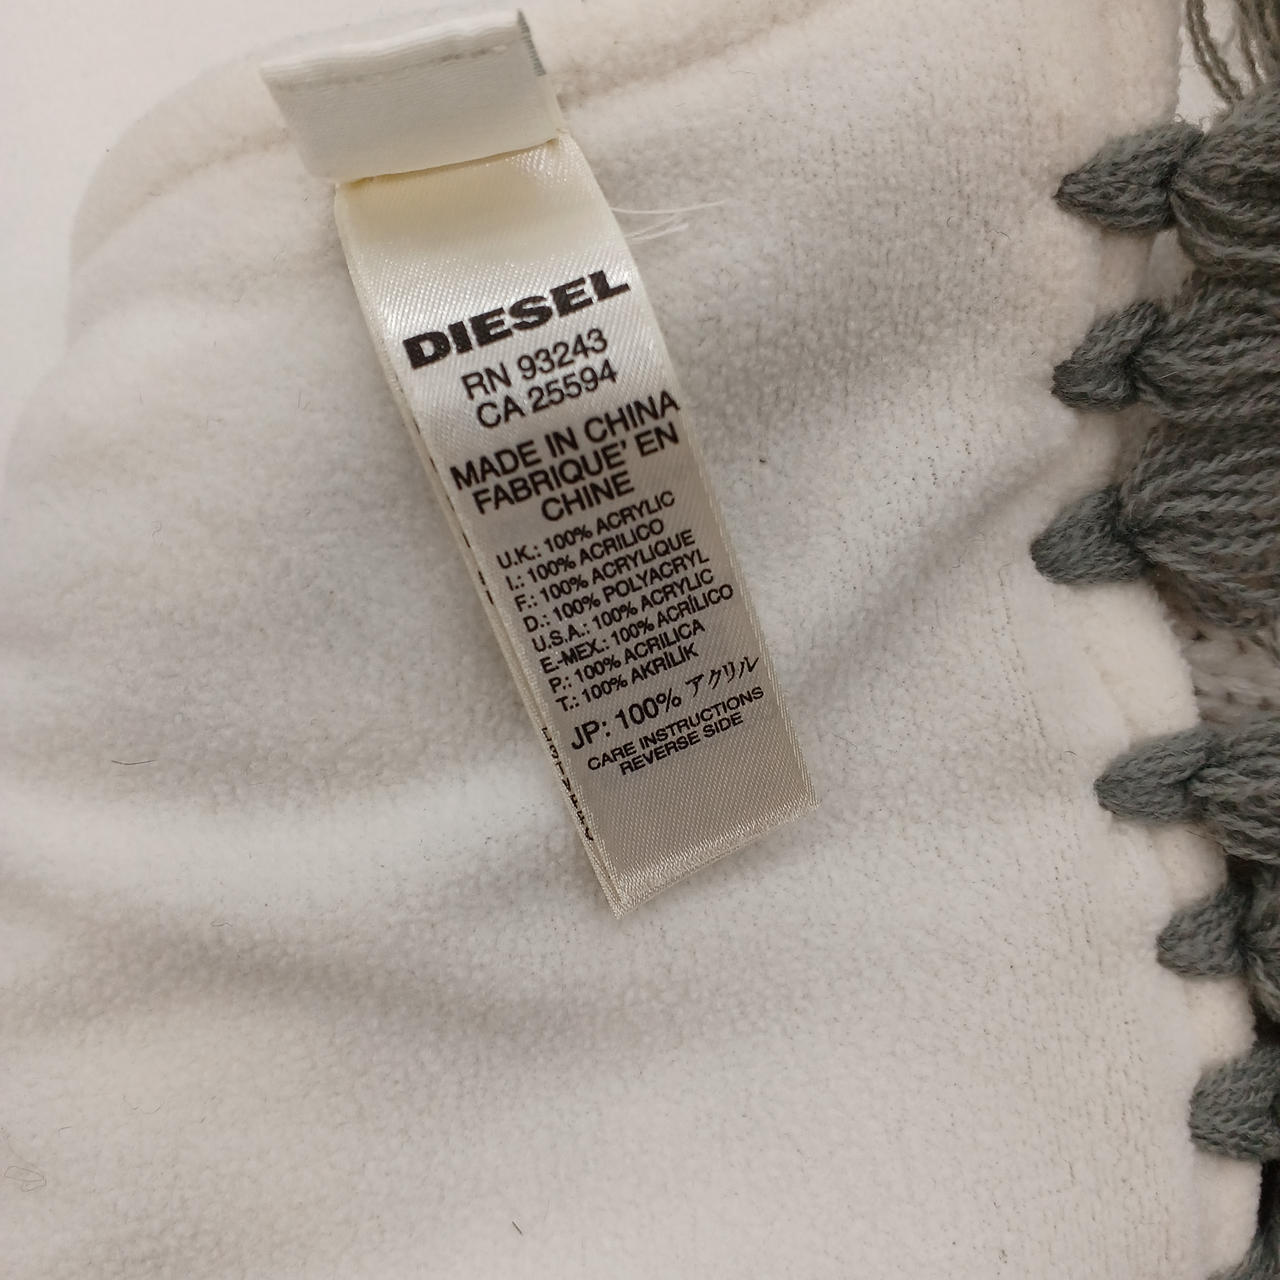 DIESEL
RN 93243
CA 25594
MADE IN CHINA
FABRIQUE' EN
CHINE
U.K.: 100% ACRYLIC
I.: 100% ACRILICO
F.: 100% ACRYLIQUE
D.: 100% POLYACRYL
U.S.A.: 100% ACRYLIC
E-MEX.: 100% ACRÍLICO
P.: 100% ACRILICA
T.: 100% AKRİLİK
JP: 100% アクリル
CARE INSTRUCTIONS
REVERSE SIDE